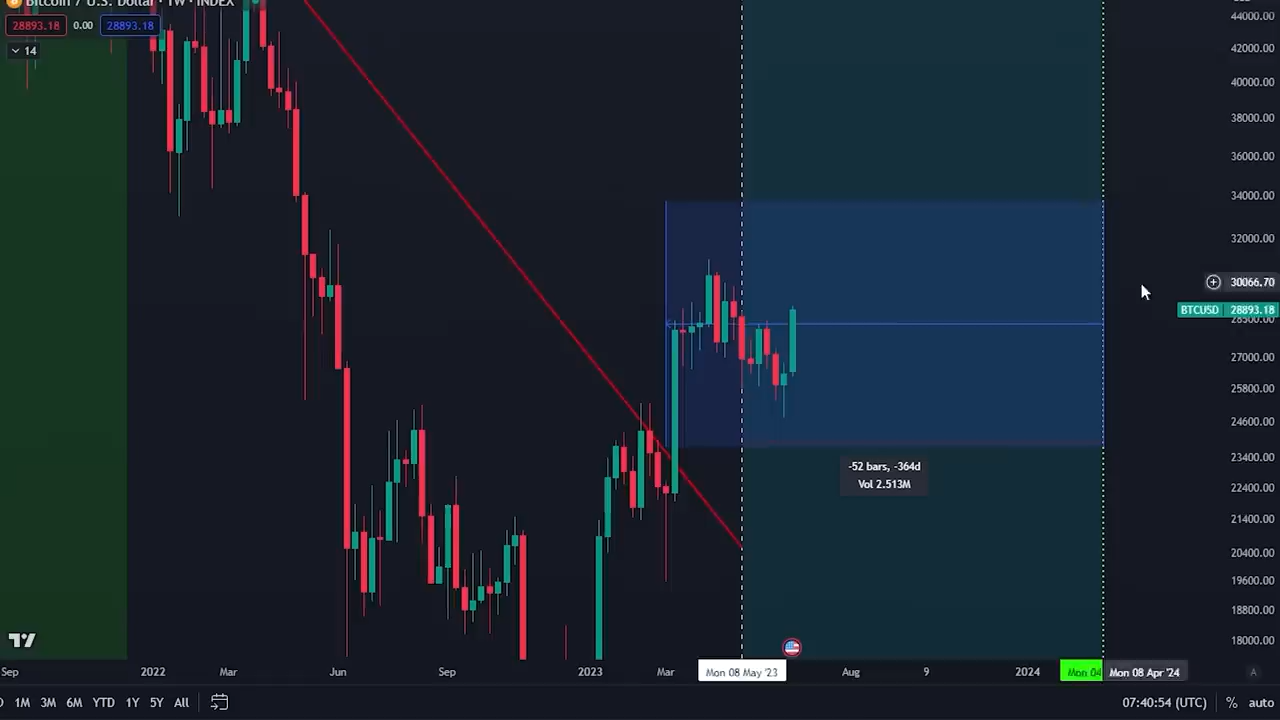 Bitcoin / U.S. Dollar · 1W · INDEX
28893.18 0.00 28893.18
14
44000.00
42000.00
40000.00
38000.00
36000.00
34000.00
32000.00
30066.70
BTCUSD 28893.18
27000.00
25800.00
24600.00
23400.00
22400.00
21400.00
20400.00
19600.00
18800.00
18000.00
-52 bars, -364d
Vol 2.513M
Sep 2022 Mar Jun Sep 2023 Mar Mon 08 May '23 Aug 9 2024 Mon 04 Mon 08 Apr '24 A
1M 3M 6M YTD 1Y 5Y All 07:40:54 (UTC) % auto